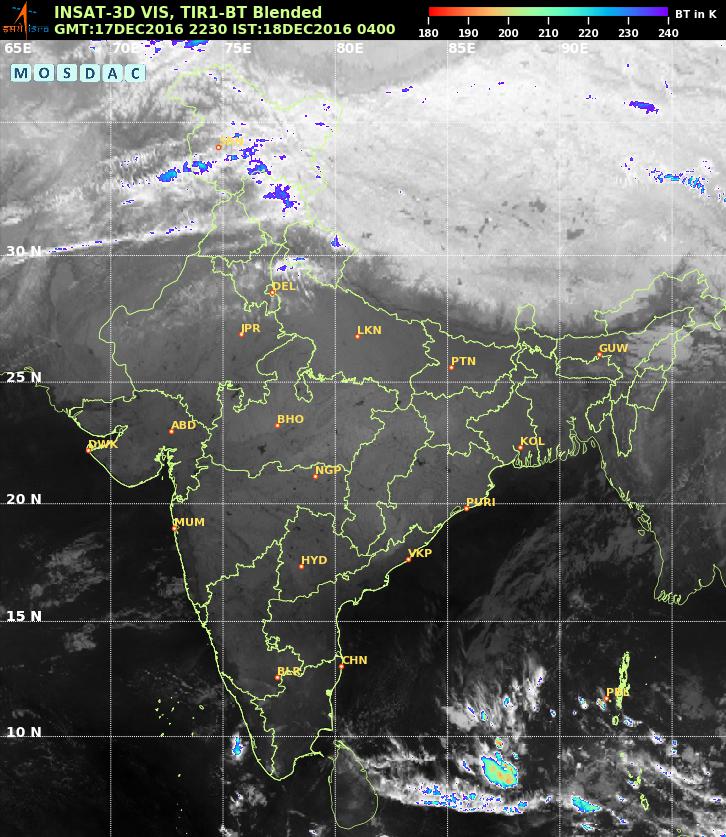 INSAT-3D VIS, TIR1-BT Blended
GMT:17DEC2016 2230 IST:18DEC2016 0400
BT in K
180 190 200 210 220 230 240
65E 70E 75E 80E 85E 90E
M O S D A C
30 N
DEL
JPR
LKN
GUW
PTN
25 N
ABD
BHO
DWK
KOL
NGP
20 N
PURI
MUM
VKP
HYD
15 N
CHN
BLR
10 N